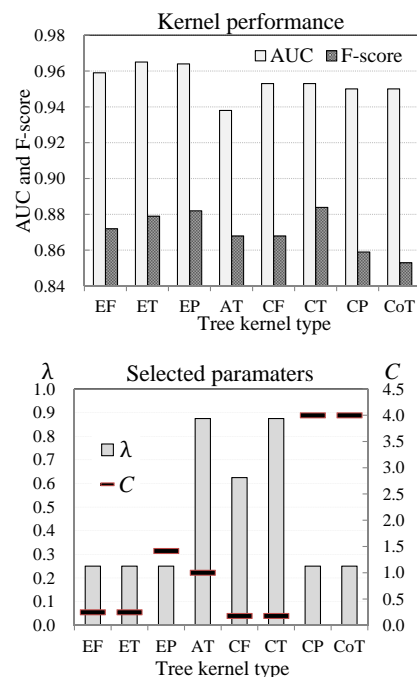 Kernel performance
AUC and F-score
0.98
0.96
0.94
0.92
0.90
0.88
0.86
0.84
AUC F-score
EF ET EP AT CF CT CP CoT
Tree kernel type
λ Selected paramaters C
1.0
0.9
0.8
0.7
0.6
0.5
0.4
0.3
0.2
0.1
0.0
λ
C
4.5
4.0
3.5
3.0
2.5
2.0
1.5
1.0
0.5
0.0
EF ET EP AT CF CT CP CoT
Tree kernel type